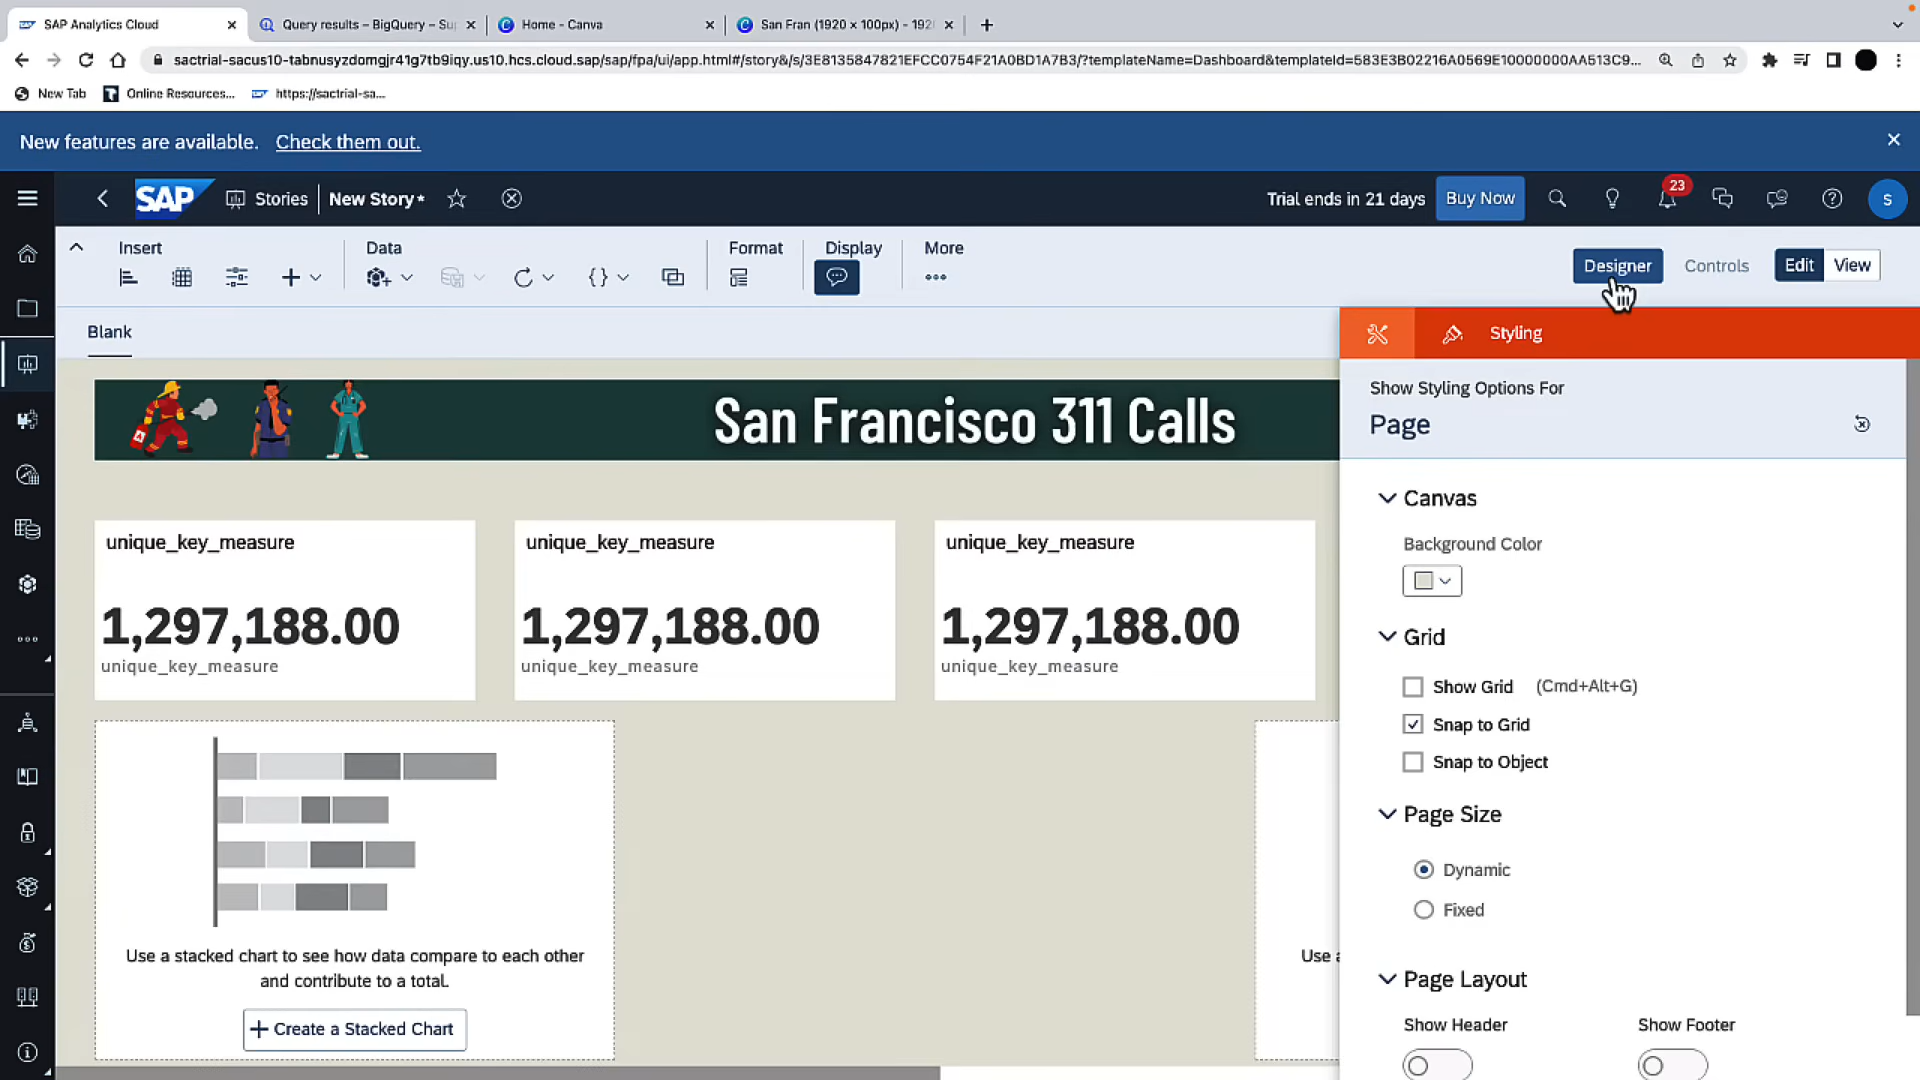 SAP Analytics Cloud
Query results – BigQuery – Su
Home - Canva
San Fran (1920 × 100px) - 192
sactrial-sacus10-tabnusyzdomgjr41g7tb9iqy.us10.hcs.cloud.sap/sap/fpa/ui/app.html#/story&/s/3E8135847821EFCC0754F21A0BD1A7B3/?templateName=Dashboard&templateId=583E3B02216A0569E10000000AA513C9...
New Tab
Online Resources...
https://sactrial-sa...
New features are available. Check them out.
SAP
Stories
New Story*
Trial ends in 21 days
Buy Now
23
S
Insert
Data
Format
Display
More
Designer
Controls
Edit
View
Blank
Styling
San Francisco 311 Calls
Show Styling Options For
Page
Canvas
Background Color
Grid
Show Grid (Cmd+Alt+G)
Snap to Grid
Snap to Object
Page Size
Dynamic
Fixed
Page Layout
Show Header
Show Footer
unique_key_measure
1,297,188.00
unique_key_measure
unique_key_measure
1,297,188.00
unique_key_measure
unique_key_measure
1,297,188.00
unique_key_measure
Use a stacked chart to see how data compare to each other
and contribute to a total.
+ Create a Stacked Chart
Use a